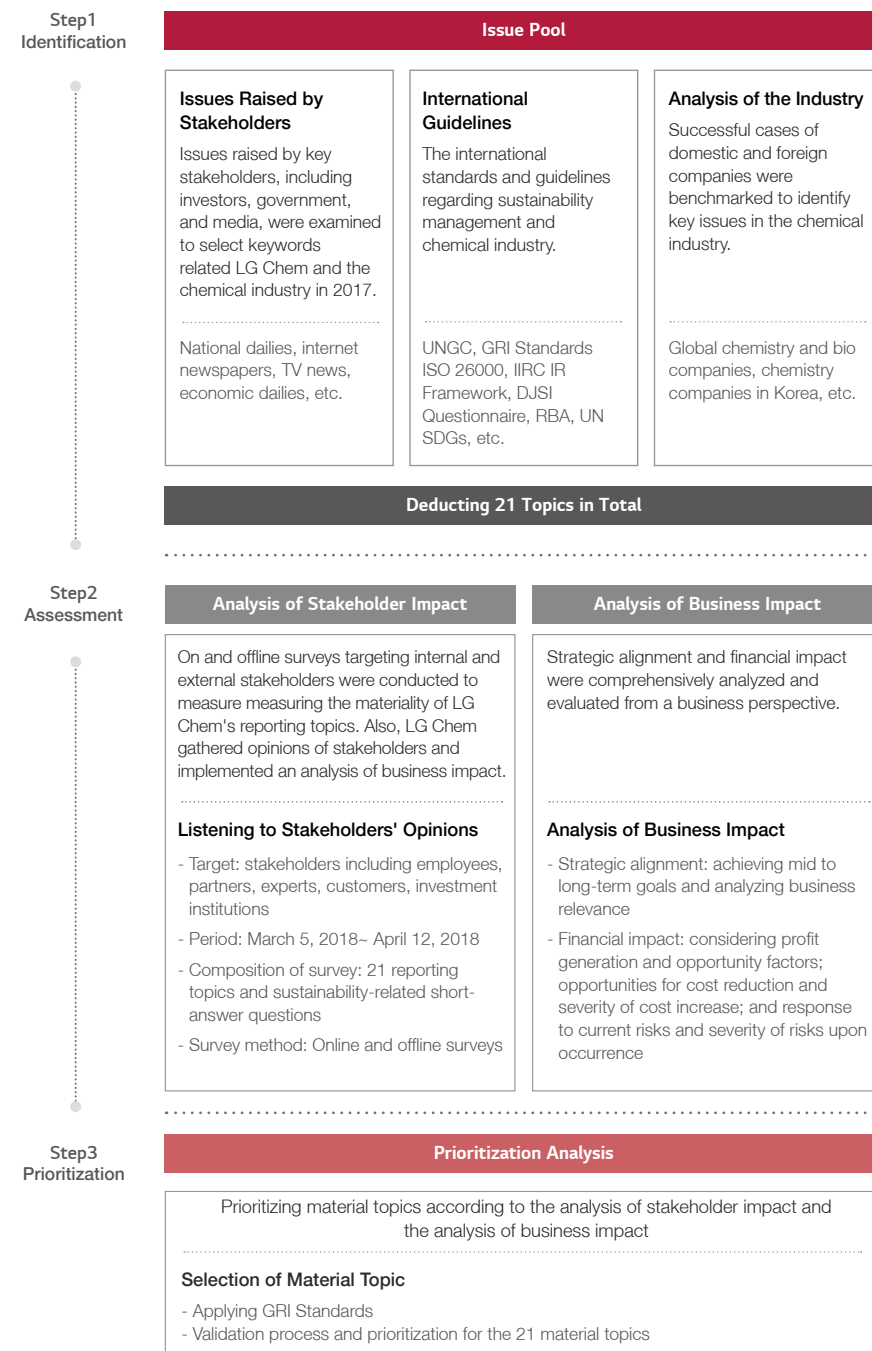 Step1
Identification
Issue Pool
Issues Raised by
Stakeholders
Issues raised by key
stakeholders, including
investors, government,
and media, were examined
to select keywords
related LG Chem and the
chemical industry in 2017.
National dailies, internet
newspapers, TV news,
economic dailies, etc.
International
Guidelines
The international
standards and guidelines
regarding sustainability
management and
chemical industry.
UNGC, GRI Standards
ISO 26000, IIRC IR
Framework, DJSI
Questionnaire, RBA, UN
SDGs, etc.
Analysis of the Industry
Successful cases of
domestic and foreign
companies were
benchmarked to identify
key issues in the chemical
industry.
Global chemistry and bio
companies, chemistry
companies in Korea, etc.
Deducting 21 Topics in Total
Step2
Assessment
Analysis of Stakeholder Impact
On and offline surveys targeting internal and
external stakeholders were conducted to
measure measuring the materiality of LG
Chem's reporting topics. Also, LG Chem
gathered opinions of stakeholders and
implemented an analysis of business impact.
Listening to Stakeholders' Opinions
- Target: stakeholders including employees,
partners, experts, customers, investment
institutions
- Period: March 5, 2018~ April 12, 2018
- Composition of survey: 21 reporting
topics and sustainability-related short-
answer questions
- Survey method: Online and offline surveys
Analysis of Business Impact
Strategic alignment and financial impact
were comprehensively analyzed and
evaluated from a business perspective.
Analysis of Business Impact
- Strategic alignment: achieving mid to
long-term goals and analyzing business
relevance
- Financial impact: considering profit
generation and opportunity factors;
opportunities for cost reduction and
severity of cost increase; and response
to current risks and severity of risks upon
occurrence
Step3
Prioritization
Prioritization Analysis
Prioritizing material topics according to the analysis of stakeholder impact and
the analysis of business impact
Selection of Material Topic
- Applying GRI Standards
- Validation process and prioritization for the 21 material topics